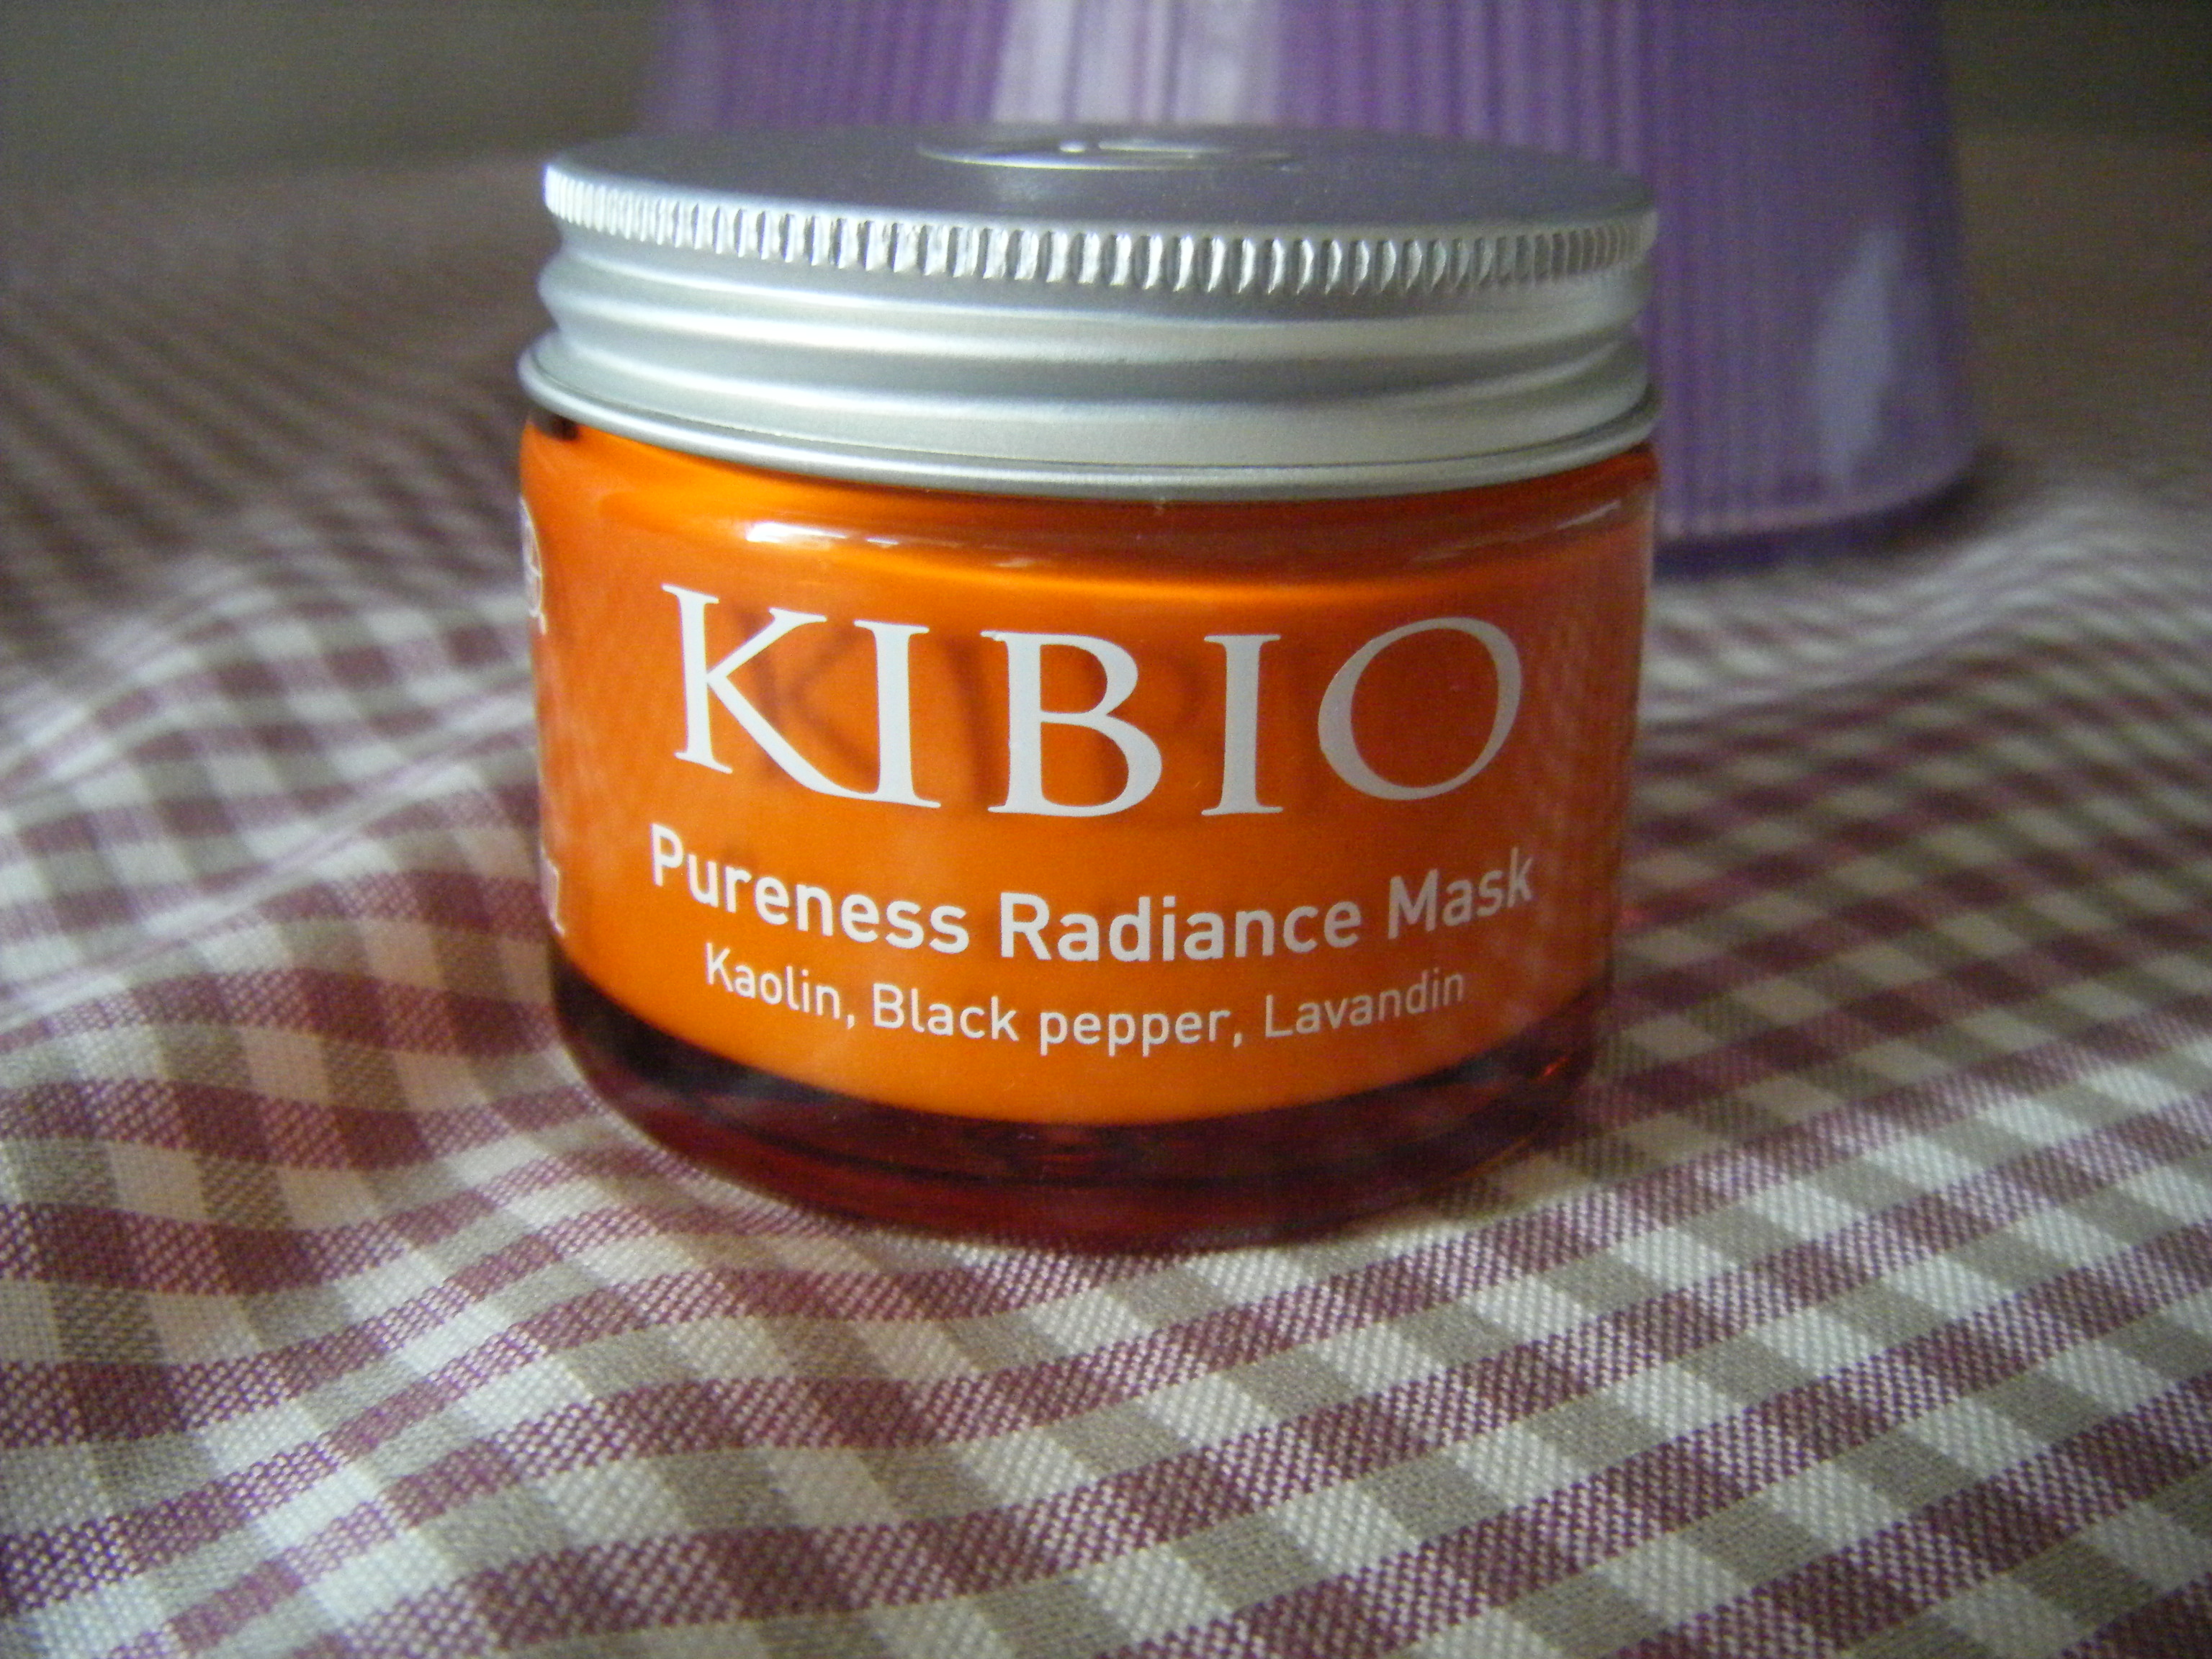 KIBIO
Pureness Radiance Mask
Kaolin, Black pepper, Lavandin